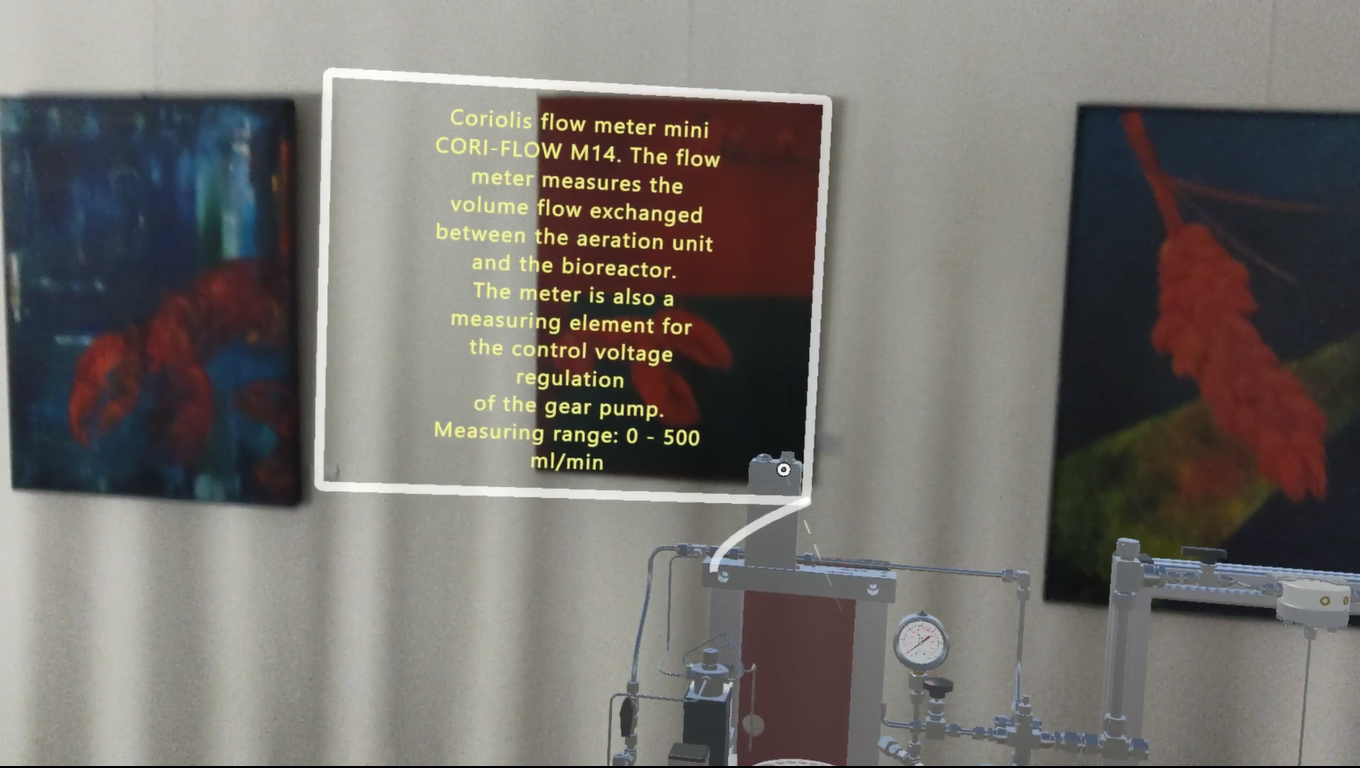 Coriolis flow meter mini
CORI-FLOW M14. The flow
meter measures the
volume flow exchanged
between the aeration unit
and the bioreactor.
The meter is also a
measuring element for
the control voltage
regulation
of the gear pump.
Measuring range: 0 - 500
ml/min